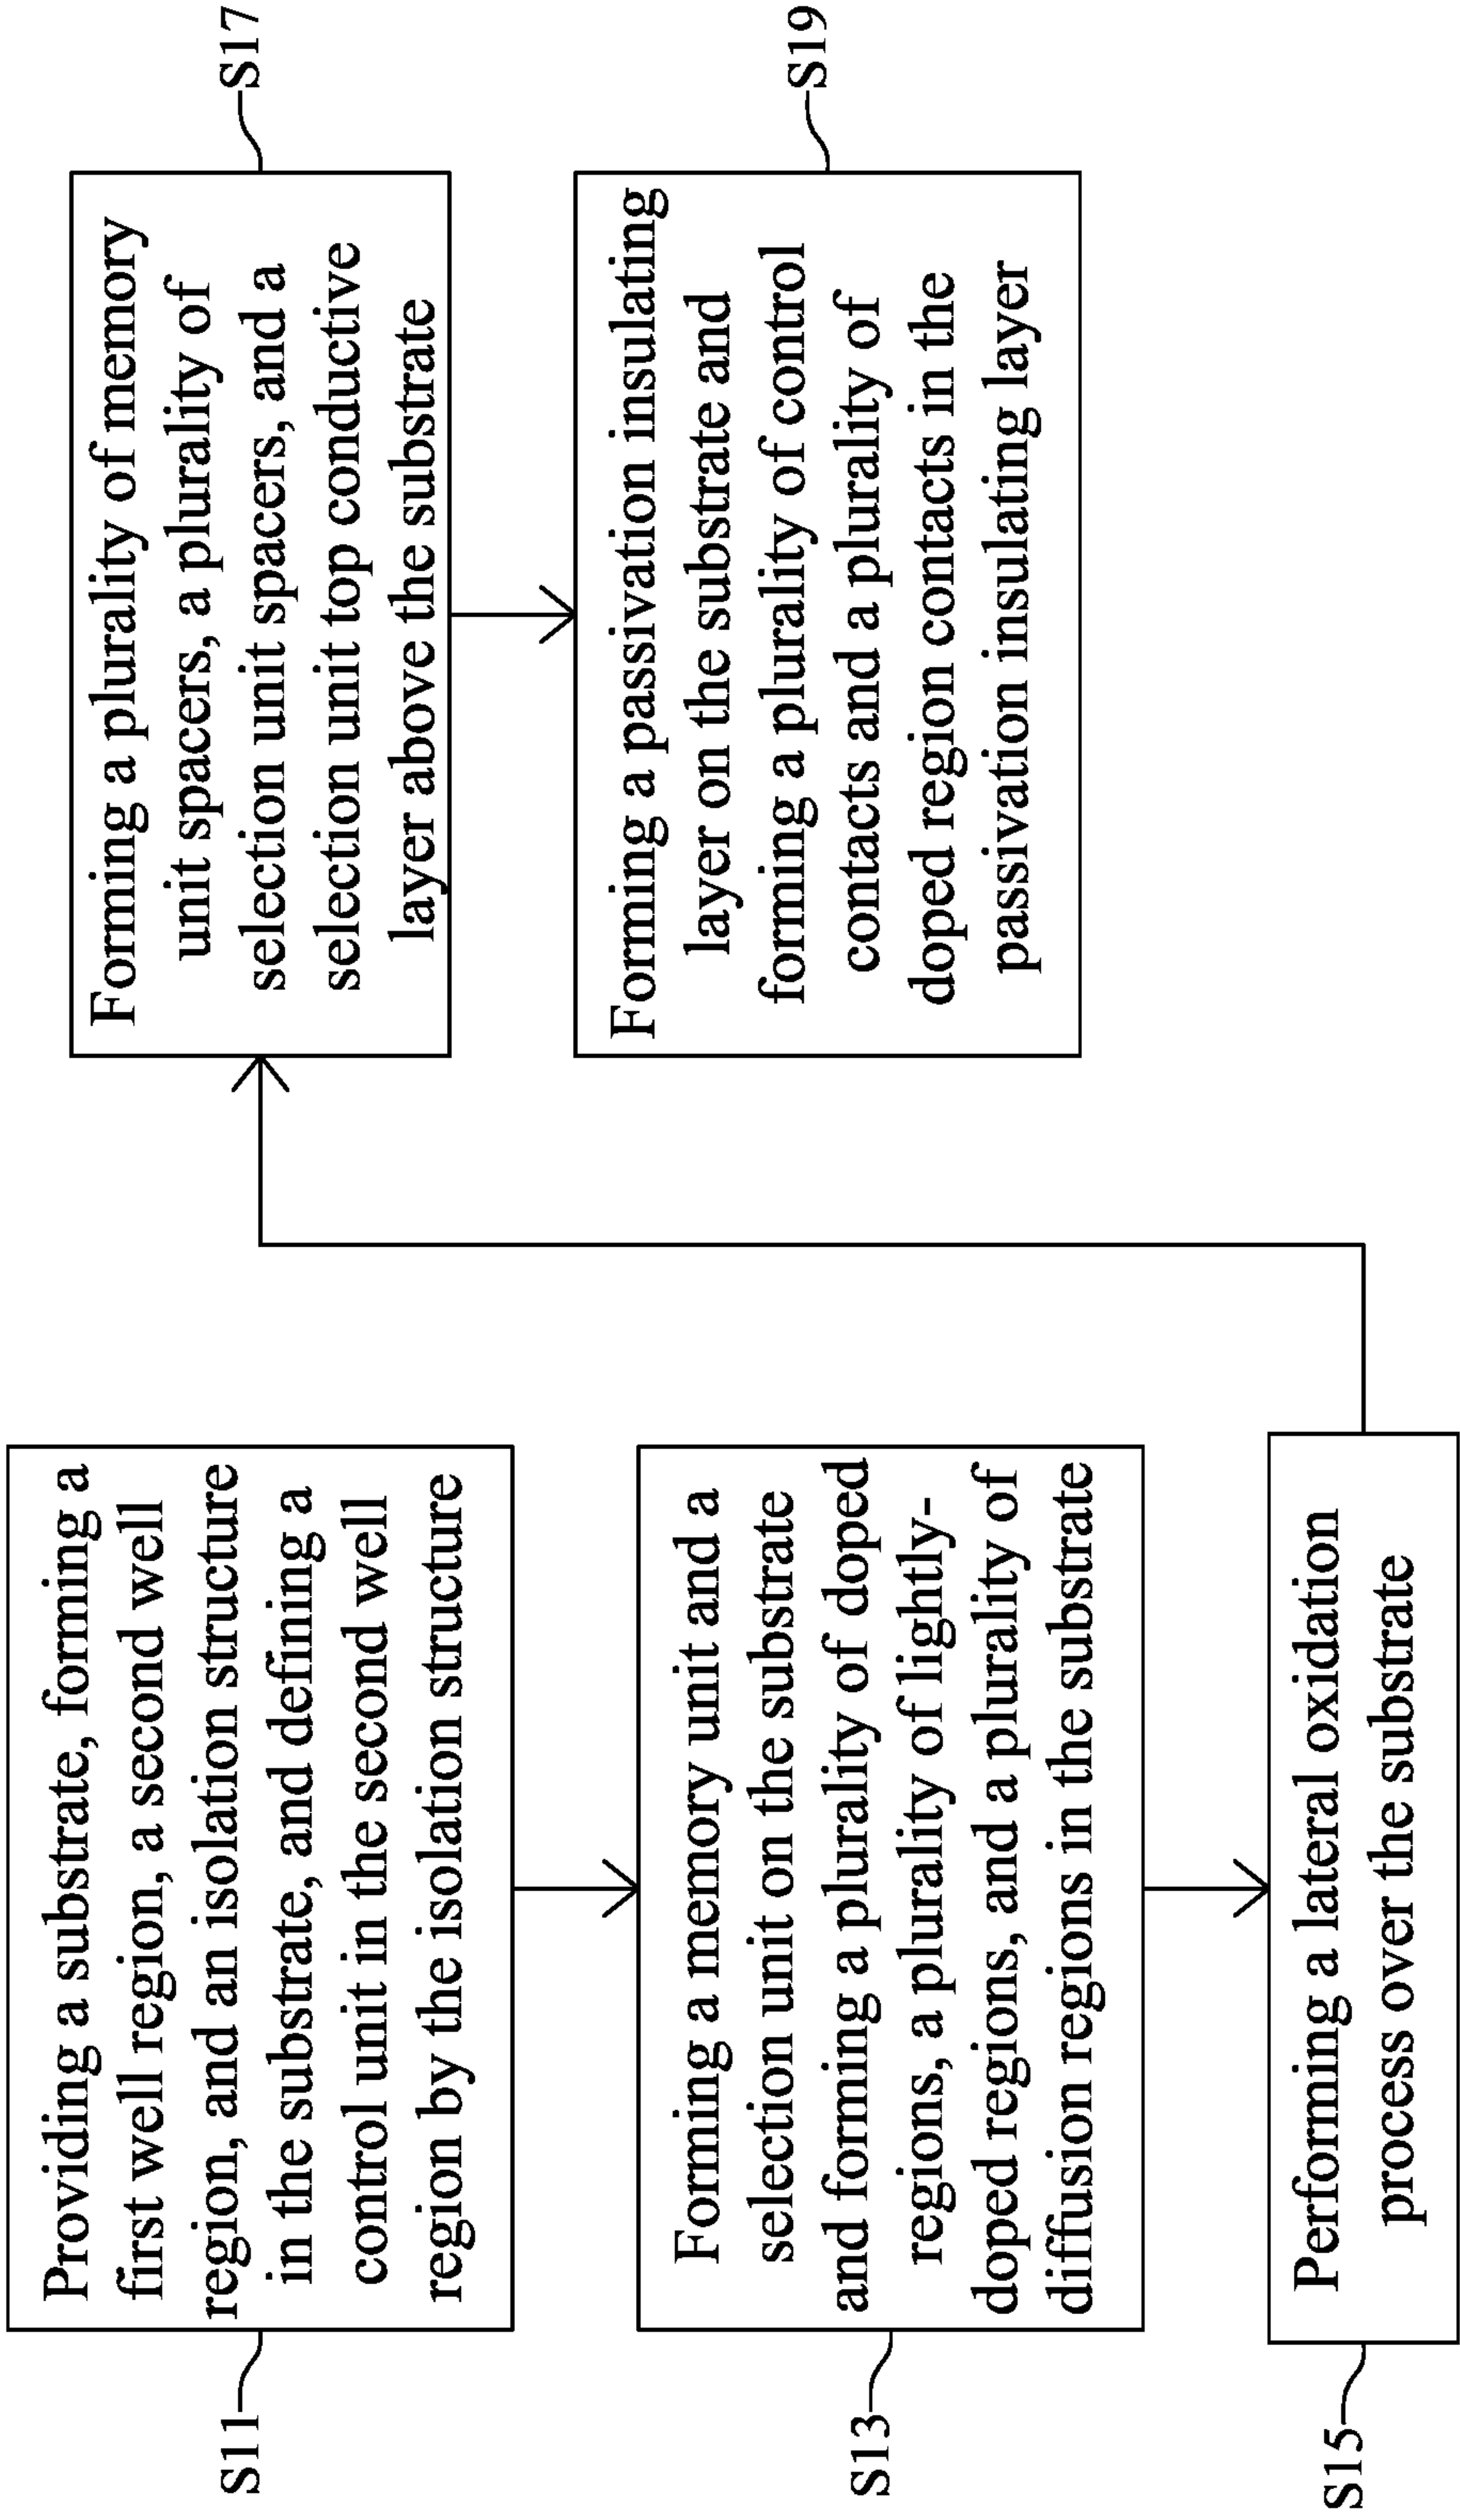 S11
Providing a substrate, forming a
first well region, a second well
region, and an isolation structure
in the substrate, and defining a
control unit in the second well
region by the isolation structure
S13
Forming a memory unit and a
selection unit on the substrate
and forming a plurality of doped
regions, a plurality of lightly-
doped regions, and a plurality of
diffusion regions in the substrate
S15
Performing a lateral oxidation
process over the substrate
S17
Forming a plurality of memory
unit spacers, a plurality of
selection unit spacers, and a
selection unit top conductive
layer above the substrate
S19
Forming a passivation insulating
layer on the substrate and
forming a plurality of control
contacts and a plurality of
doped region contacts in the
passivation insulating layer